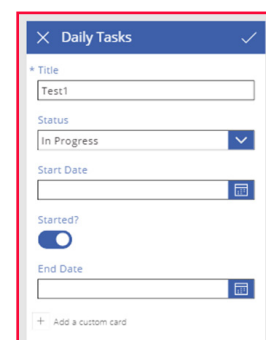 Daily Tasks
* Title
Test1
Status
In Progress
Start Date
Started?
End Date
+ Add a custom card